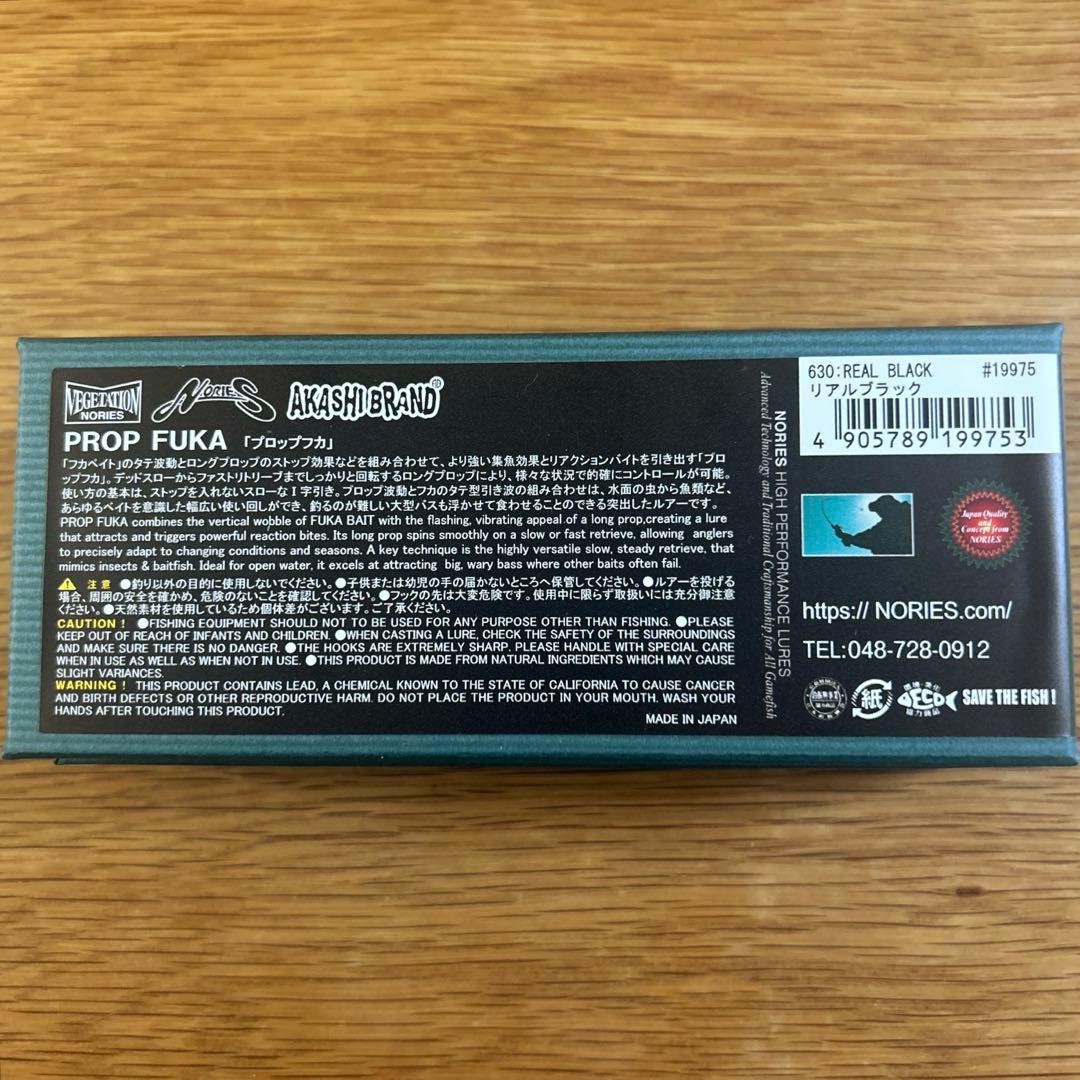 VEGETATION
NORIES
NORIES
AKASHI BRAND
PROP FUKA 「プロップフカ」
「フカベイト」のタテ波動とロングプロップのストップ効果などを組み合わせて、より強い集魚効果とリアクションバイトを引き出す「プロ
ップフカ」。デッドスローからファストリトリーブまでしっかりと回転するロングプロップにより、様々な状況で的確にコントロールが可能。
使い方の基本は、ストップを入れないスローなI字引き。プロップ波動とフカのタテ型引き波の組み合わせは、水面の虫から魚類など、
あらゆるベイトを意識した幅広い使い回しができ、釣るのが難しい大型バスも浮かせて食わせることのできる突出したルアーです。
PROP FUKA combines the vertical wobble of FUKA BAIT with the flashing, vibrating appeal of a long prop,creating a lure
that attracts and triggers powerful reaction bites. Its long prop spins smoothly on a slow or fast retrieve, allowing anglers
to precisely adapt to changing conditions and seasons. A key technique is the highly versatile slow, steady retrieve, that
mimics insects & baitfish. Ideal for open water, it excels at attracting big, wary bass where other baits often fail.
注 意 ●釣り以外の目的に使用しないでください。●子供または幼児の手の届かないところへ保管してください。●ルアーを投げる
場合、周囲の安全を確かめ、危険のないことを確認してください。●フックの先は大変危険です。使用中に限らず取扱いには充分御注意
ください。●天然素材を使用しているため個体差がございます。ご了承ください。
CAUTION ! ●FISHING EQUIPMENT SHOULD NOT TO BE USED FOR ANY PURPOSE OTHER THAN FISHING. ●PLEASE
KEEP OUT OF REACH OF INFANTS AND CHILDREN. ●WHEN CASTING A LURE, CHECK THE SAFETY OF THE SURROUNDINGS
AND MAKE SURE THERE IS NO DANGER. ●THE HOOKS ARE EXTREMELY SHARP. PLEASE HANDLE WITH SPECIAL CARE
WHEN IN USE AS WELL AS WHEN NOT IN USE. ●THIS PRODUCT IS MADE FROM NATURAL INGREDIENTS WHICH MAY CAUSE
SLIGHT VARIANCES.
WARNING ! THIS PRODUCT CONTAINS LEAD, A CHEMICAL KNOWN TO THE STATE OF CALIFORNIA TO CAUSE CANCER
AND BIRTH DEFECTS OR OTHER REPRODUCTIVE HARM. DO NOT PLACE THE PRODUCT IN YOUR MOUTH. WASH YOUR
HANDS AFTER TOUCHING THIS PRODUCT.
MADE IN JAPAN
NORIES HIGH PERFORMANCE LURES
Advanced Technology and Traditional Craftsmanship for All Gamefish
630:REAL BLACK #19975
リアルブラック
4 905789 199753
Japan Quality
and
Concept from
NORIES
https:// NORIES.com/
TEL:048-728-0912
紙
ECO
協力商品
SAVE THE FISH !